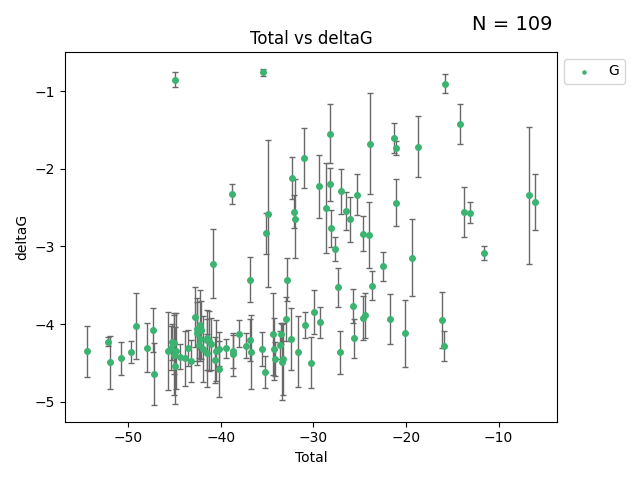 N = 109
Total vs deltaG
G
−1
−2
−3
−4
−5
deltaG
−50
−40
−30
−20
−10
Total